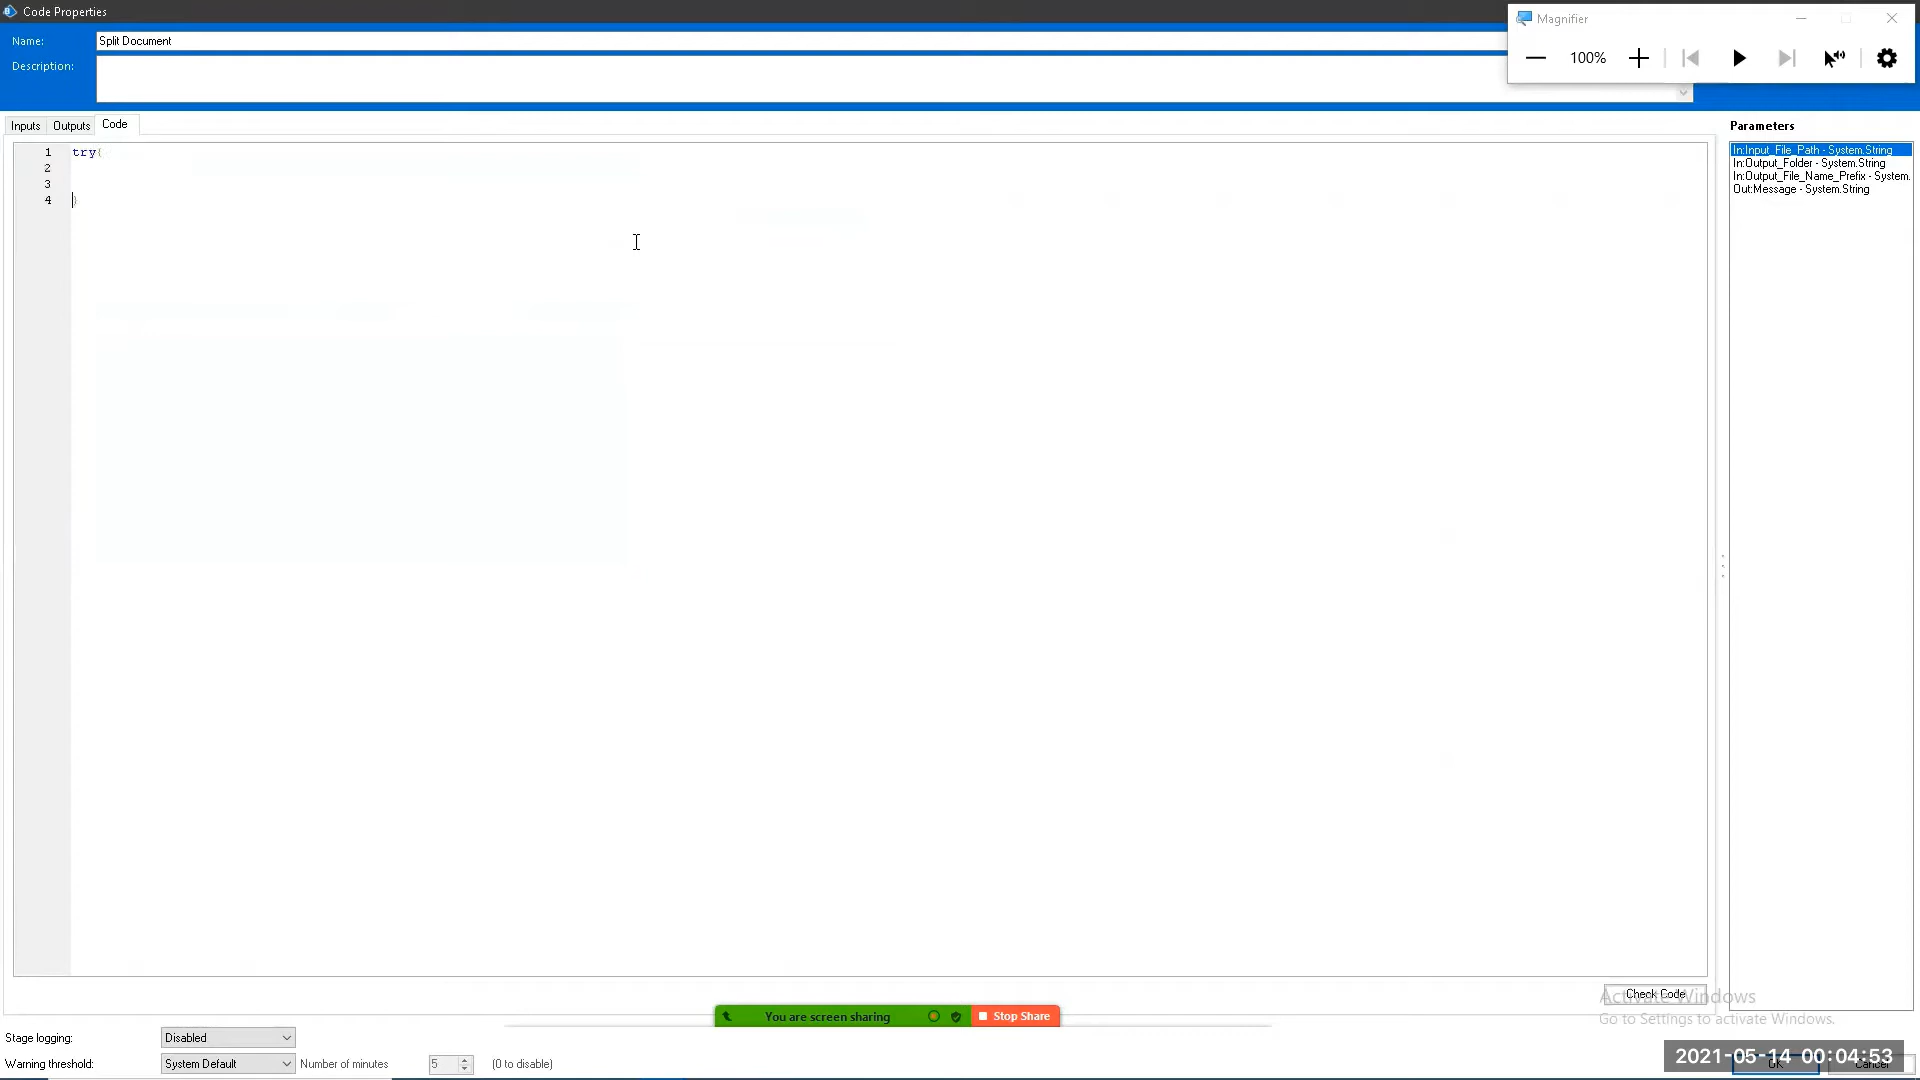 Code Properties
Magnifier
Name:
Split Document
Description:
100%
Inputs
Outputs
Code
Parameters
1 try{
2
3
4 }
In:Input_File_Path - System.String
In:Output_Folder - System.String
In:Output_File_Name_Prefix - System.
Out:Message - System.String
Check Code
Activate Windows
Go to Settings to activate Windows.
You are screen sharing
Stop Share
Stage logging:
Disabled
Warning threshold:
System Default
Number of minutes
5
(0 to disable)
2021-05-14 00:04:53
OK
Cancel